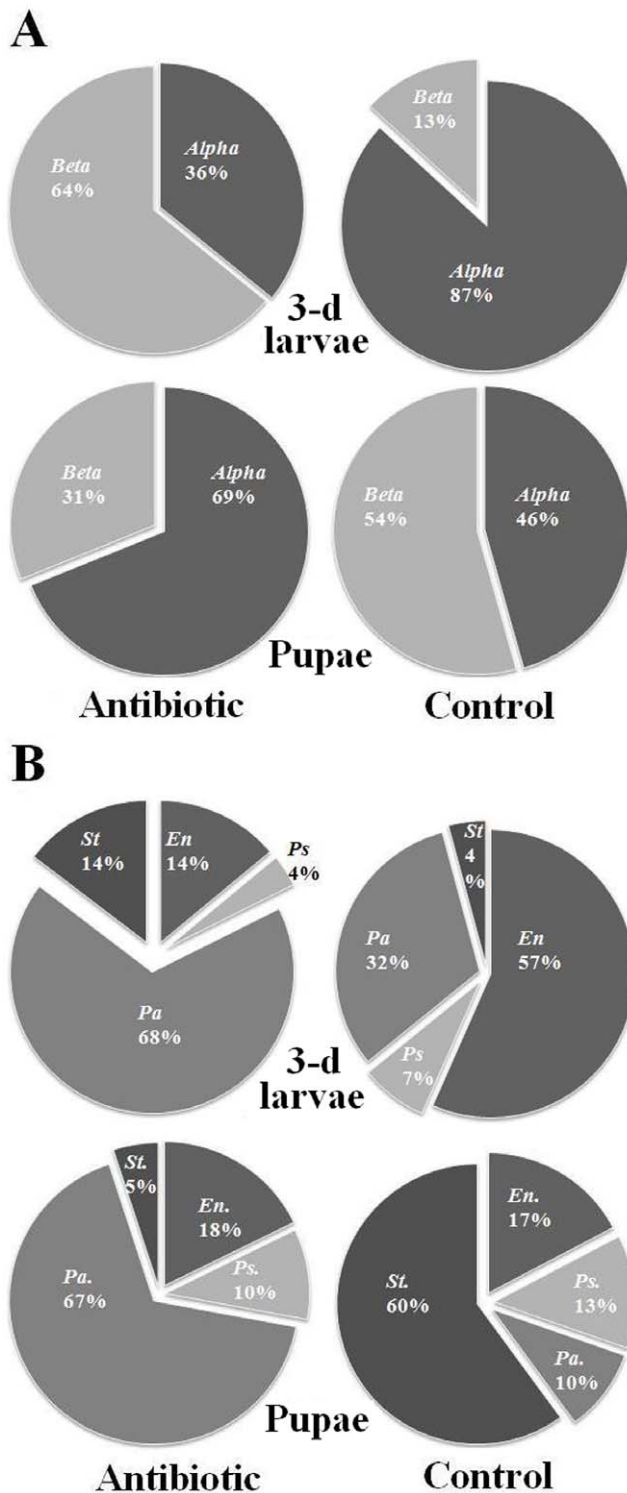 A
Beta
64%
Alpha
36%
Beta
13%
Alpha
87%
3-d
larvae
Beta
31%
Alpha
69%
Beta
54%
Alpha
46%
Pupae
Antibiotic
Control
B
St
14%
En
14%
Ps
4%
Pa
68%
St
4
%
Pa
32%
En
57%
Ps
7%
3-d
larvae
St.
5%
En.
18%
Pa.
67%
Ps.
10%
En.
17%
St.
60%
Ps.
13%
Pa.
10%
Pupae
Antibiotic
Control